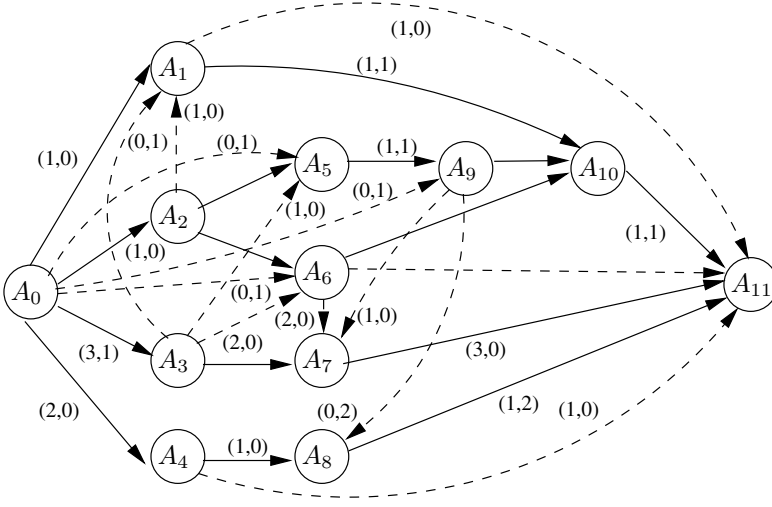 (1,0)
A1
(1,1)
(1,0)
(0,1)
(0,1)
(1,1)
(1,0)
A5
A9
A10
(0,1)
A2
(1,0)
(1,0)
(1,1)
A6
A0
(0,1)
A11
(2,0)
(1,0)
(3,1)
(2,0)
(3,0)
A3
A7
(2,0)
(0,2)
(1,2)
(1,0)
(1,0)
A4
A8